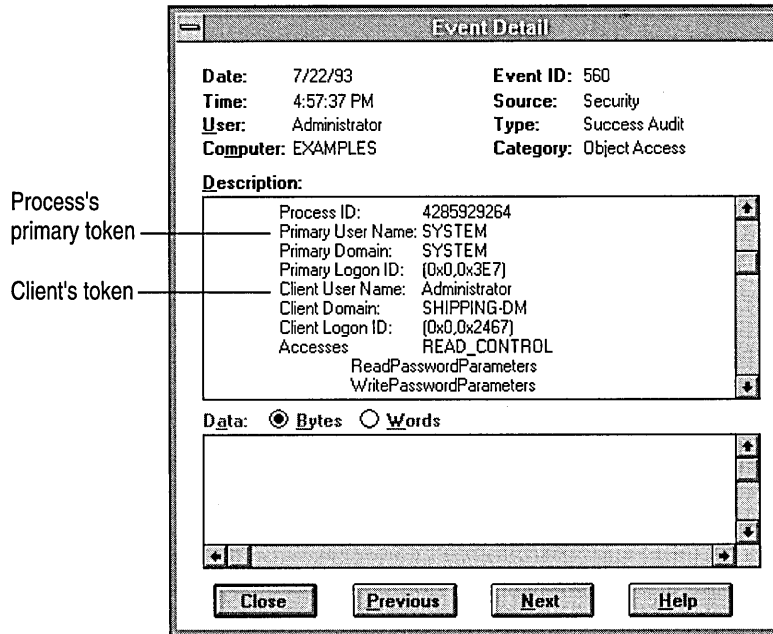 Event Detail
Date: 7/22/93 Event ID: 560
Time: 4:57:37 PM Source: Security
User: Administrator Type: Success Audit
Computer: EXAMPLES Category: Object Access
Description:
Process's
primary token
Client's token
Process ID: 4285929264
Primary User Name: SYSTEM
Primary Domain: SYSTEM
Primary Logon ID: (0x0,0x3E7)
Client User Name: Administrator
Client Domain: SHIPPING-DM
Client Logon ID: (0x0,0x2467)
Accesses READ_CONTROL
ReadPasswordParameters
WritePasswordParameters
Data: Bytes Words
Close Previous Next Help